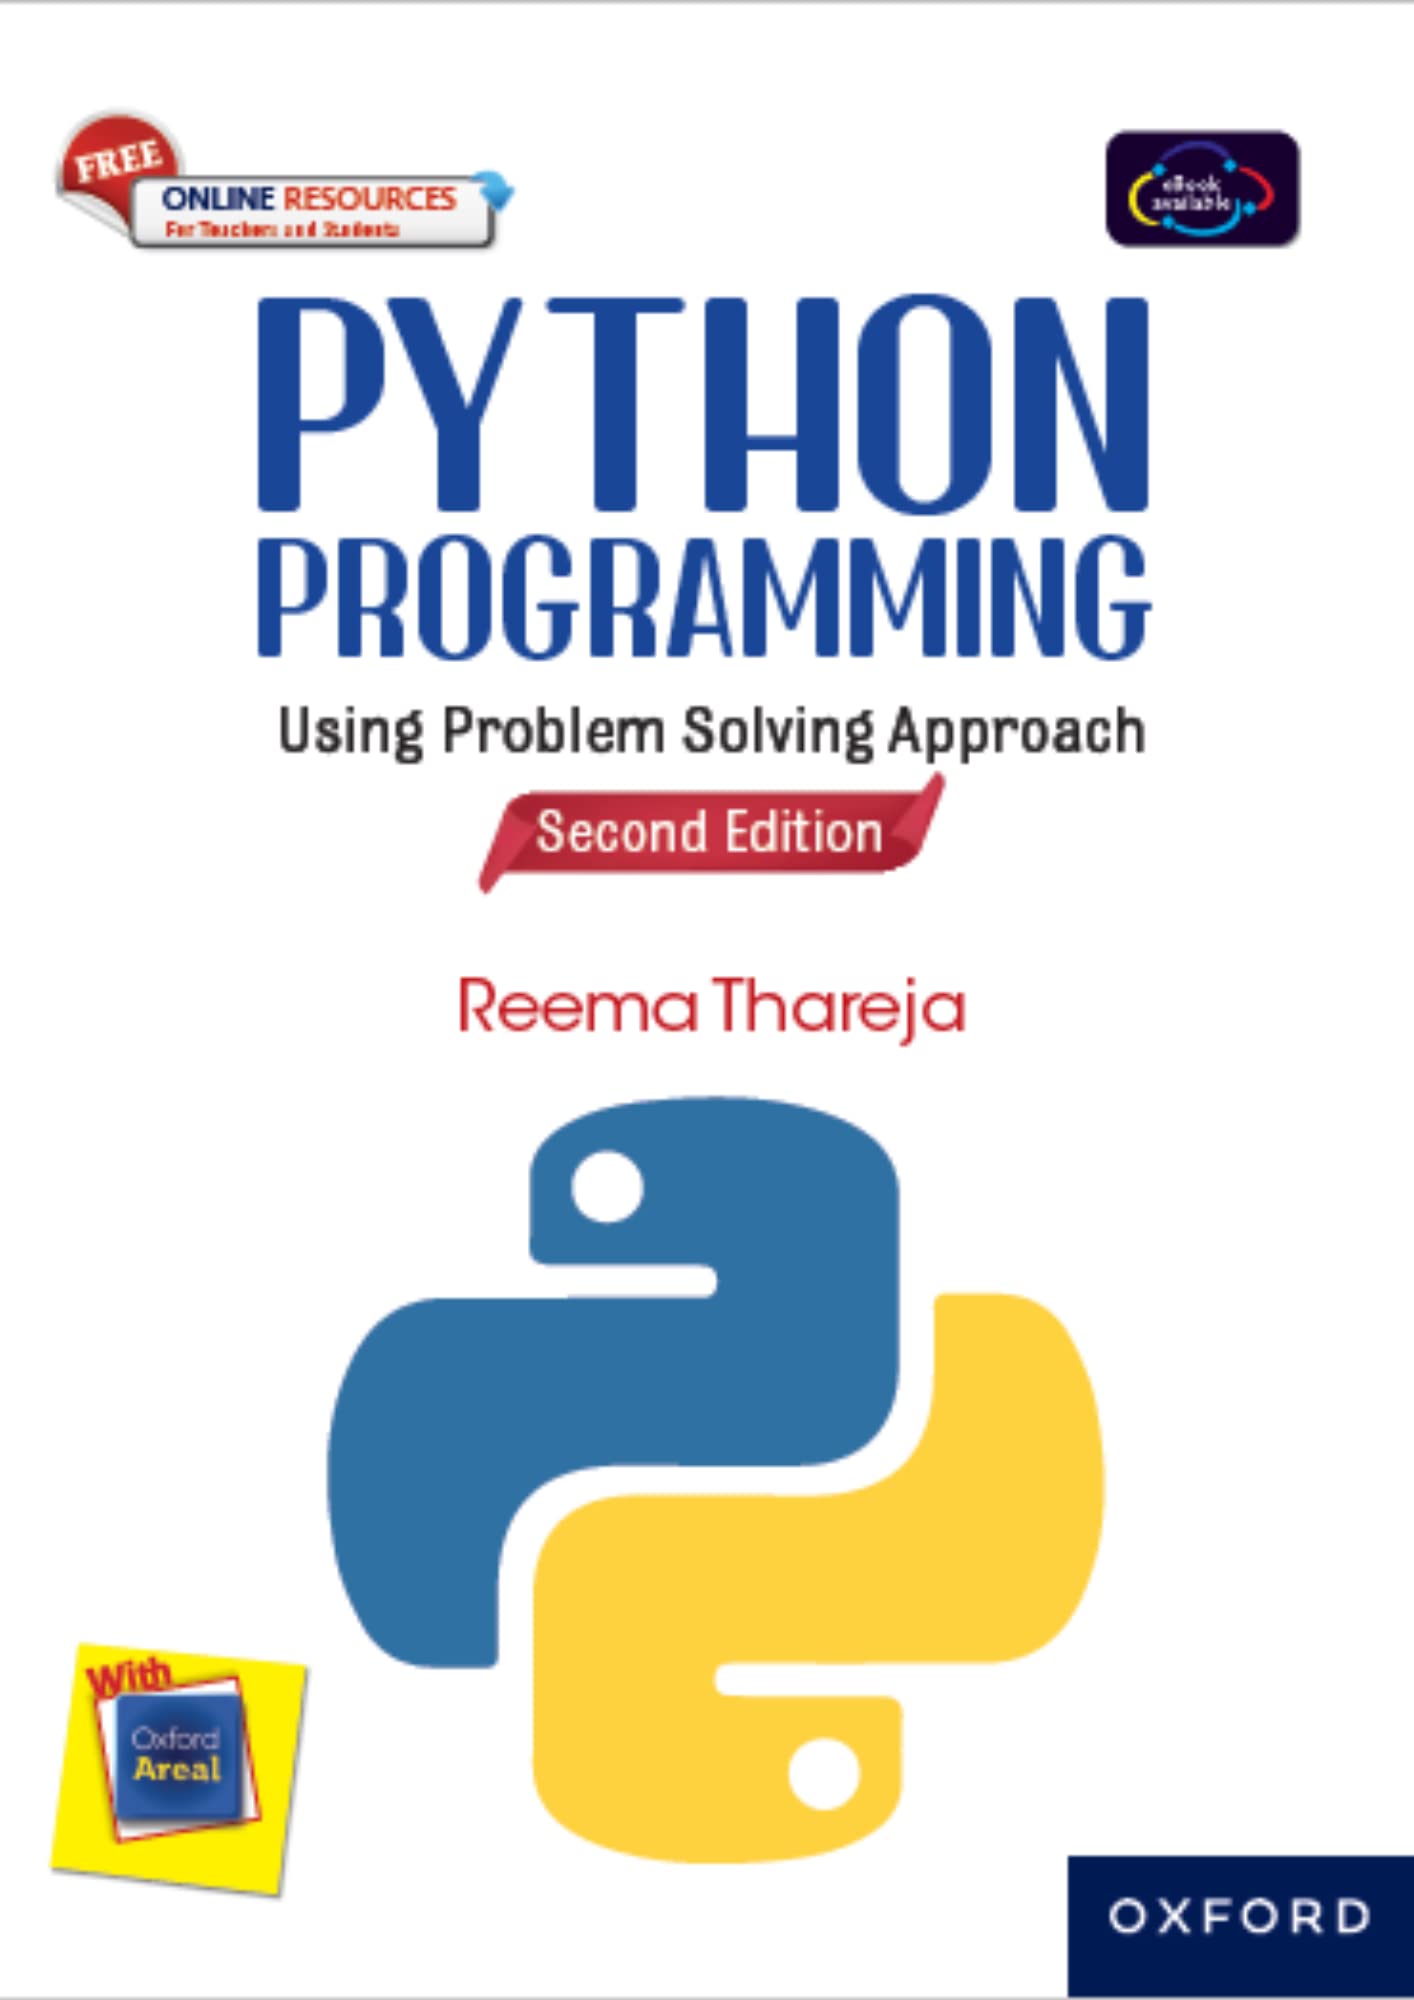 FREE
ONLINE RESOURCES
For Teachers and Students
eBook
available
PYTHON
PROGRAMMING
Using Problem Solving Approach
Second Edition
Reema Thareja
With
Oxford
Areal
OXFORD